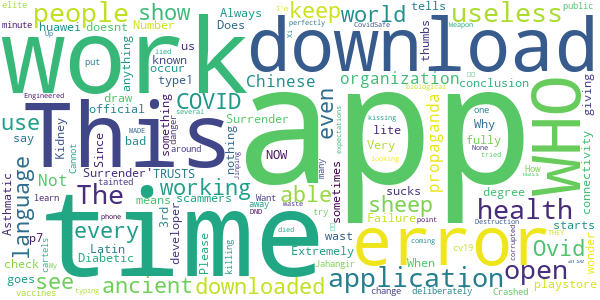 elite
people show keep world useless
huawei doesnt Always Does tells thumbs public
minute Number us
Up lied put anything known perfectly CovidSafe Weapon I'm
work download
Xi Chinese organization
occur type1 conclusion
COVID even
language Kidney draw official Since something Surrender several biological
This app OHM
use say MADE danger around kissing lite Why one giving
Engineered bad nothing expectations Very fully None tried
propaganda connectivity
Not The working able NOW sheep health
Cannot Surrender' TRUSTS many looking sucks degree How
tainted scammers sometimes
Asthmatic learn means 3rd away Want Waste Failure
time error
p7 every try point cv19 When starts
phone Latin developer DND Extremely Destruction
Ovid
check Diabetic Please died playstore wonder
goes see ancient downloaded application open
vaccines cartels typing killing wast coming change Jahangir Crashed deliberately corrupted